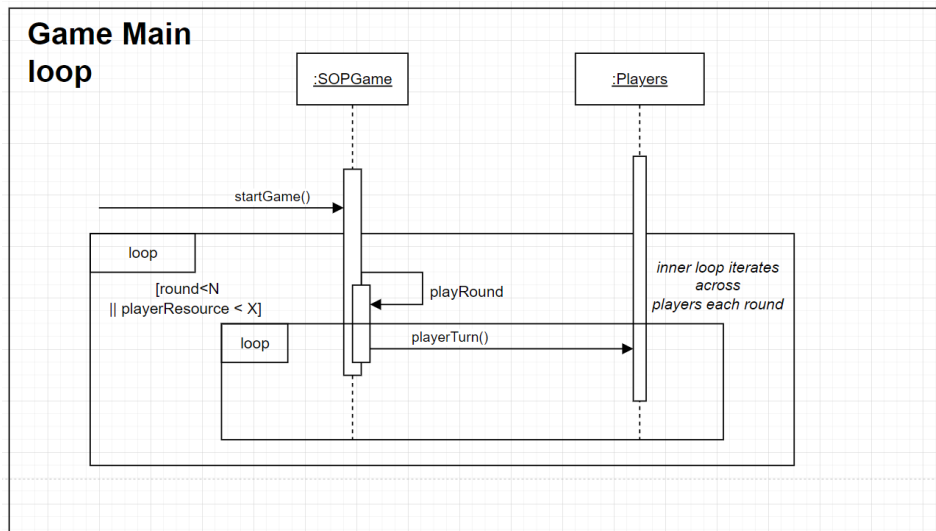 Game Main
loop
:SOPGame
:Players
startGame()
loop
[round<N
|| playerResource < X]
playRound
inner loop iterates
across
players each round
loop
playerTurn()